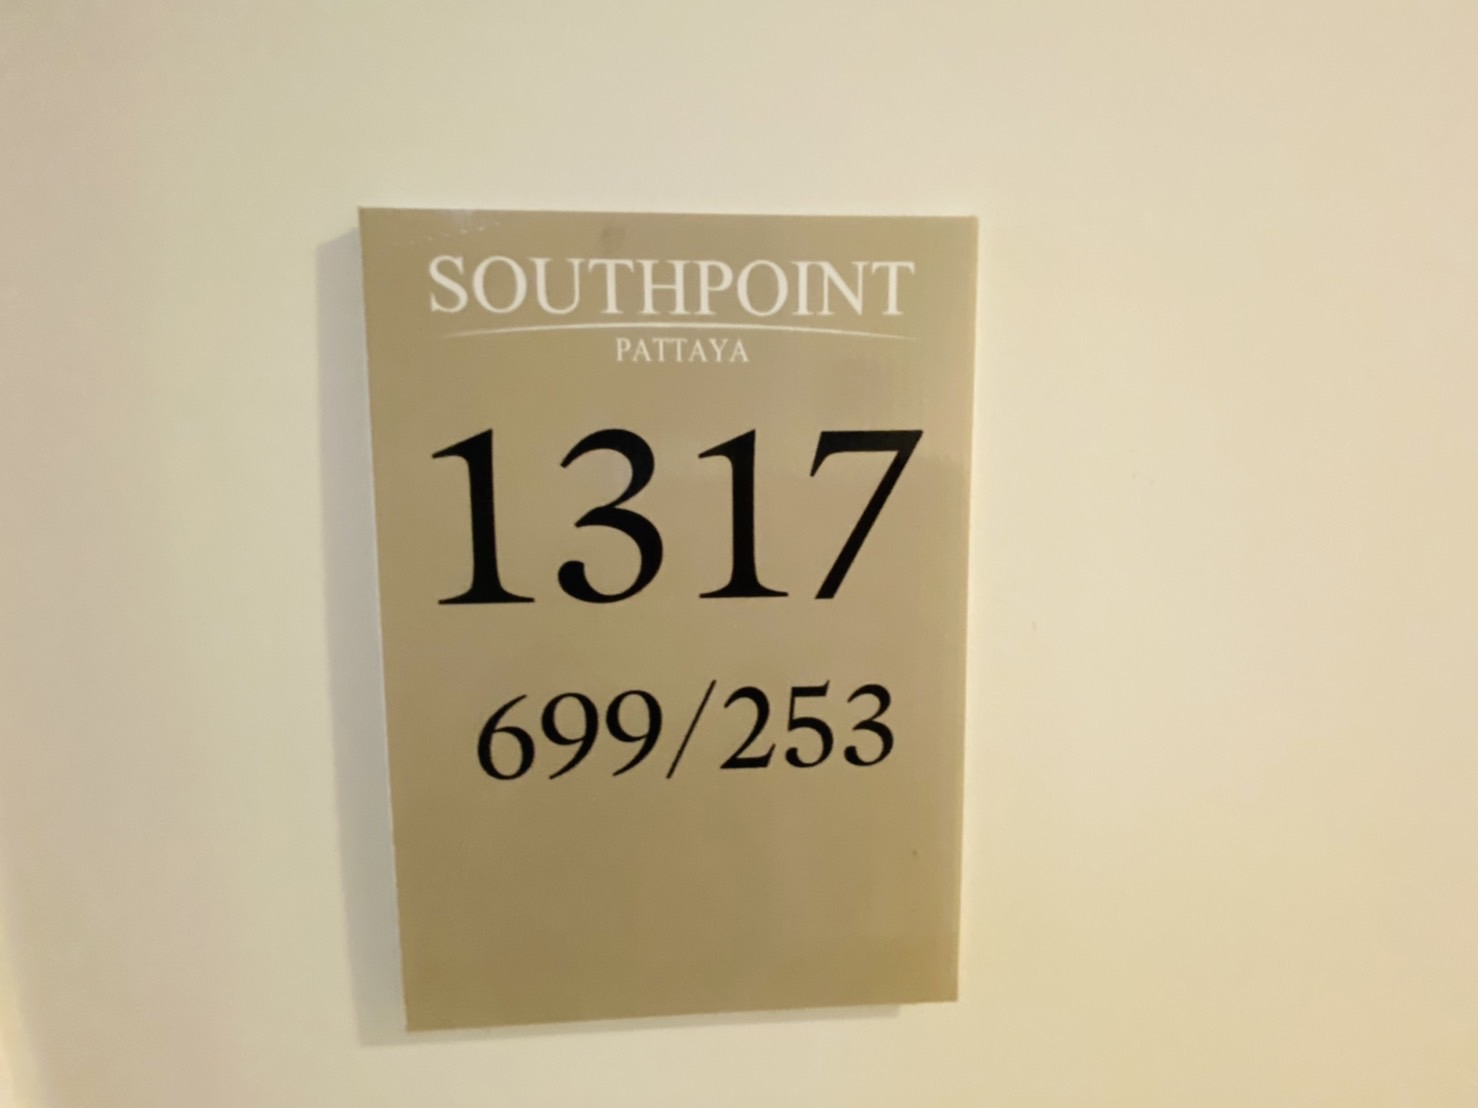 SOUTHPOINT
PATTAYA
1317
699/253